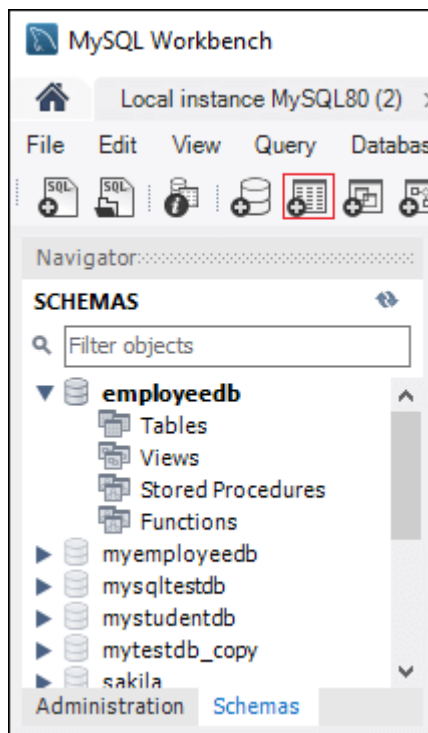 MySQL Workbench
Local instance MySQL80 (2)
File Edit View Query Databas
SQL SQL
Navigator
SCHEMAS
Filter objects
employeedb
Tables
Views
Stored Procedures
Functions
myemployeedb
mysqltestdb
mystudentdb
mytestdb_copy
sakila
Administration Schemas